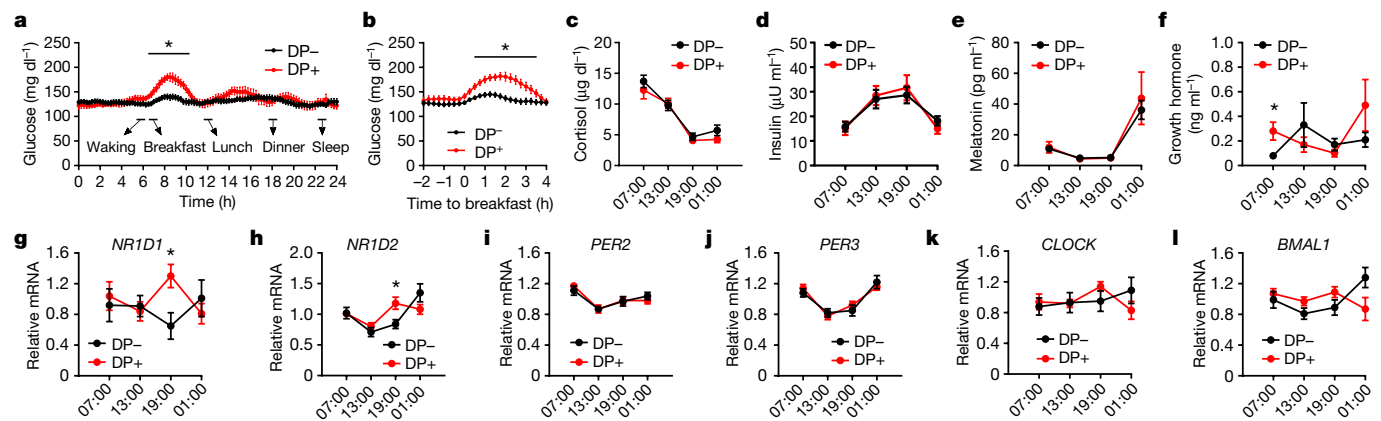 a
Glucose (mg dl⁻¹)
250
200
150
100
50
0
*
DP–
DP+
Waking
Breakfast
Lunch
Dinner
Sleep
0 2 4 6 8 10 12 14 16 18 20 22 24
Time (h)
b
Glucose (mg dl⁻¹)
250
200
150
100
50
0
*
DP⁻
DP⁺
–2 –1 0 1 2 3 4
Time to breakfast (h)
c
Cortisol (µg dl⁻¹)
20
15
10
5
0
DP–
DP+
07:00 13:00 19:00 01:00
d
Insulin (µU ml⁻¹)
50
40
30
20
10
0
DP–
DP+
07:00 13:00 19:00 01:00
e
Melatonin (pg ml⁻¹)
80
60
40
20
0
DP–
DP+
07:00 13:00 19:00 01:00
f
Growth hormone
(ng ml⁻¹)
1.0
0.8
0.6
0.4
0.2
0
DP–
DP+
*
07:00 13:00 19:00 01:00
g
NR1D1
Relative mRNA
1.6
1.2
0.8
0.4
0
*
DP–
DP+
07:00 13:00 19:00 01:00
h
NR1D2
Relative mRNA
2.0
1.5
1.0
0.5
0
*
DP–
DP+
07:00 13:00 19:00 01:00
i
PER2
Relative mRNA
1.6
1.2
0.8
0.4
0
DP–
DP+
07:00 13:00 19:00 01:00
j
PER3
Relative mRNA
1.6
1.2
0.8
0.4
0
DP–
DP+
07:00 13:00 19:00 01:00
k
CLOCK
Relative mRNA
1.6
1.2
0.8
0.4
0
DP–
DP+
07:00 13:00 19:00 01:00
l
BMAL1
Relative mRNA
1.6
1.2
0.8
0.4
0
DP–
DP+
07:00 13:00 19:00 01:00